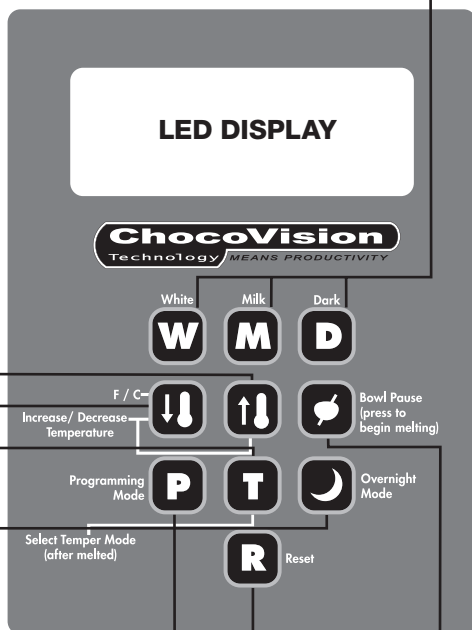 LED DISPLAY
ChocoVision
Technology MEANS PRODUCTIVITY
White Milk Dark
W M D
F / C
Increase/ Decrease
Temperature
Bowl Pause
(press to
begin melting)
Programming
Mode
P T
Overnight
Mode
Select Temper Mode
(after melted)
R Reset